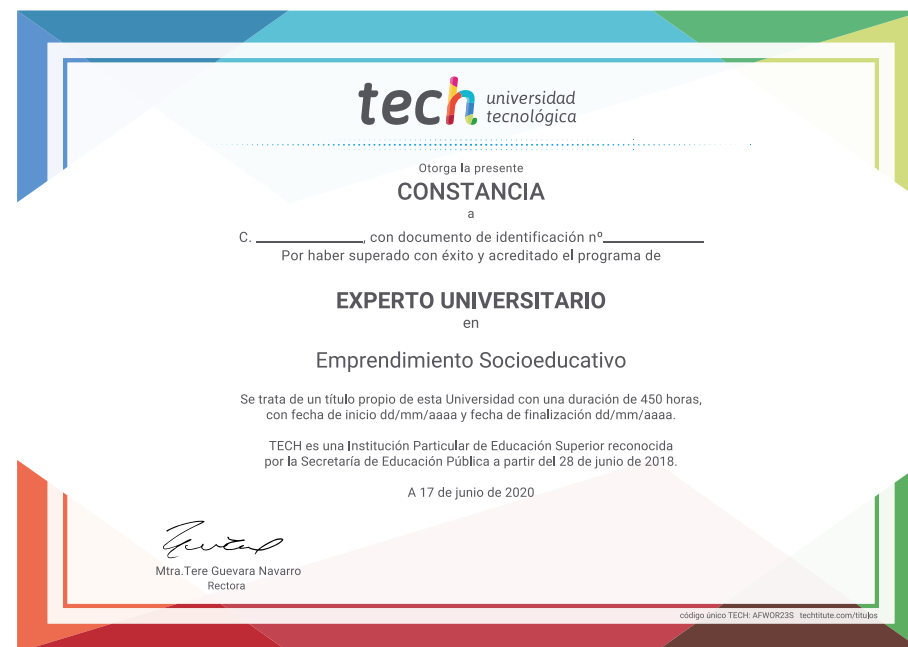 tech universidad
tecnológica
Otorga la presente
CONSTANCIA
a
C. ____________, con documento de identificación nº____________
Por haber superado con éxito y acreditado el programa de
EXPERTO UNIVERSITARIO
en
Emprendimiento Socioeducativo
Se trata de un título propio de esta Universidad con una duración de 450 horas,
con fecha de inicio dd/mm/aaaa y fecha de finalización dd/mm/aaaa.
TECH es una Institución Particular de Educación Superior reconocida
por la Secretaría de Educación Pública a partir del 28 de junio de 2018.
A 17 de junio de 2020
Mtra.Tere Guevara Navarro
Rectora
código único TECH: AFWOR23S techtitute.com/titulos